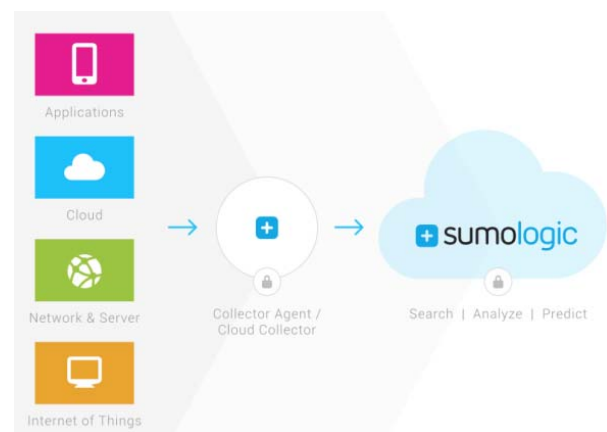 Applications
Cloud
Network & Server
Internet of Things
Collector Agent /
Cloud Collector
sumologic
Search | Analyze | Predict